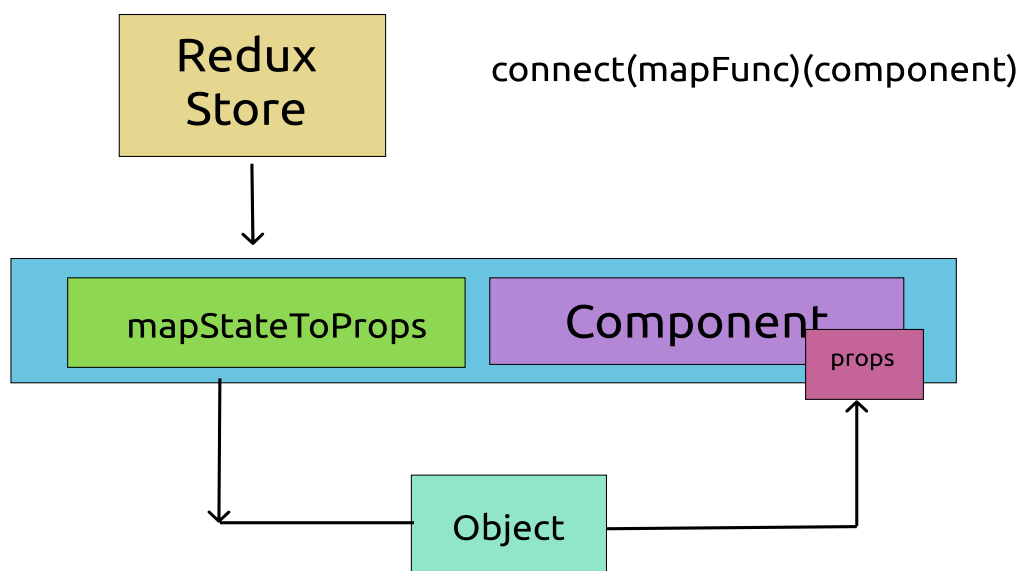 Redux
Store
connect(mapFunc)(component)
mapStateToProps
Component
props
Object